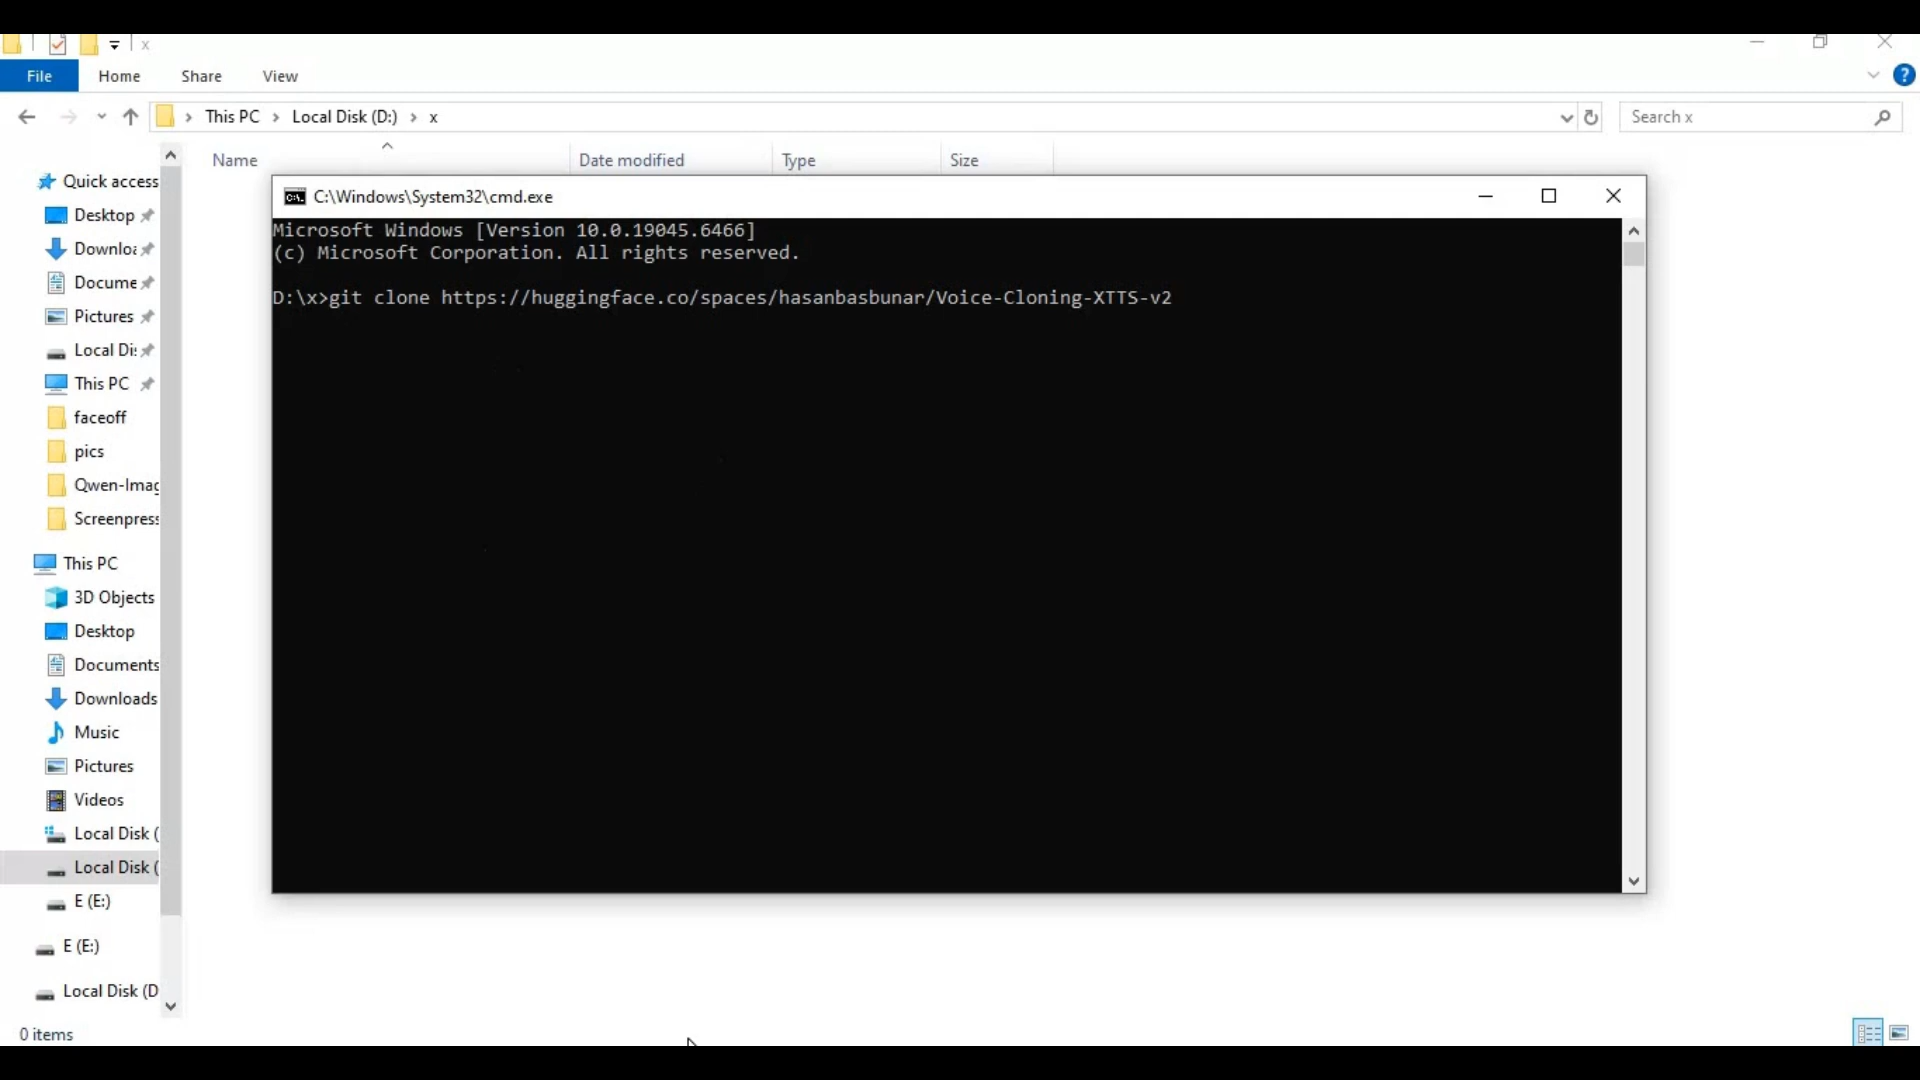 x
File Home Share View
This PC > Local Disk (D:) > x
Search x
Name Date modified Type Size
Quick access
Desktop
Downloa
Docume
Pictures
Local Di
This PC
faceoff
pics
Qwen-Imag
Screenpress
This PC
3D Objects
Desktop
Documents
Downloads
Music
Pictures
Videos
Local Disk (
Local Disk (
E (E:)
E (E:)
Local Disk (D
0 items
C:\Windows\System32\cmd.exe
Microsoft Windows [Version 10.0.19045.6466]
(c) Microsoft Corporation. All rights reserved.
D:\x>git clone https://huggingface.co/spaces/hasanbasbunar/Voice-Cloning-XTTS-v2